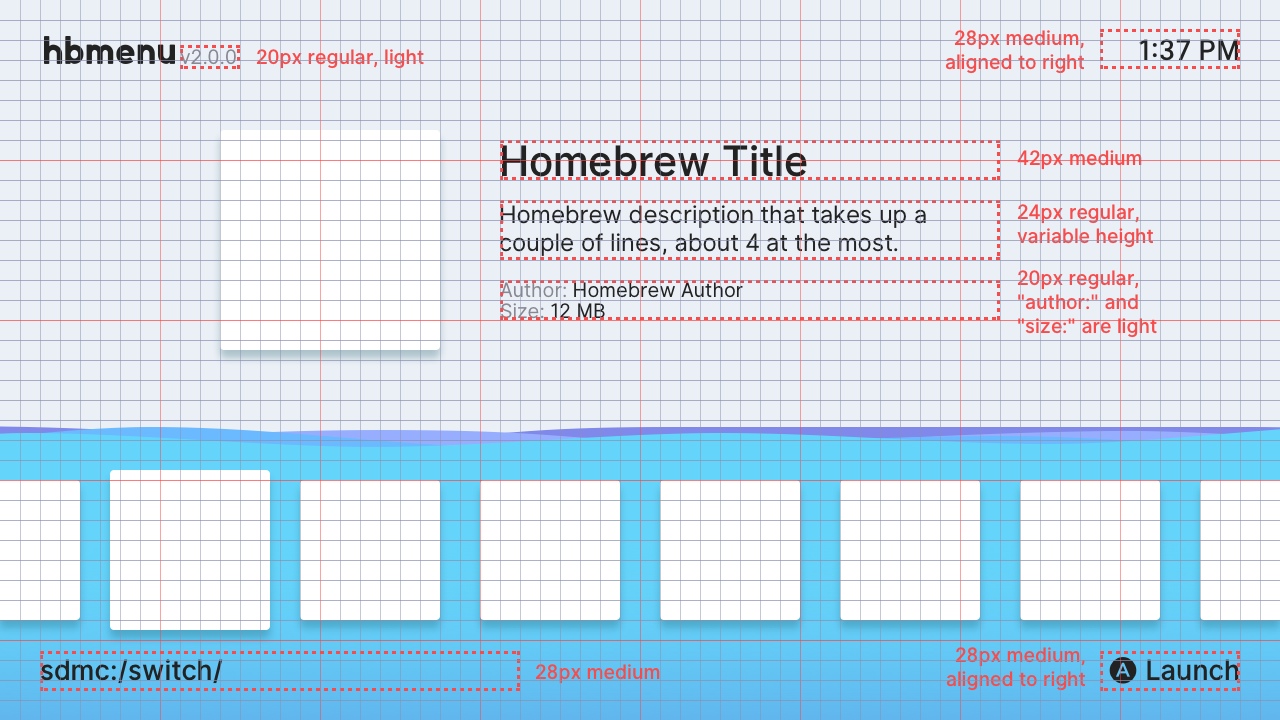 hbmenu v2.0.0 20px regular, light
28px medium,
aligned to right
1:37 PM
Homebrew Title
42px medium
Homebrew description that takes up a
couple of lines, about 4 at the most.
24px regular,
variable height
Author: Homebrew Author
Size: 12 MB
20px regular,
"author:" and
"size:" are light
sdmc:/switch/
28px medium
28px medium,
aligned to right
A Launch